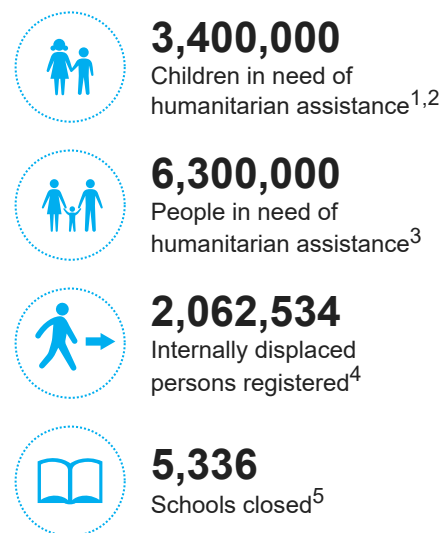 3,400,000
Children in need of
humanitarian assistance1,2
6,300,000
People in need of
humanitarian assistance3
2,062,534
Internally displaced
persons registered4
5,336
Schools closed5